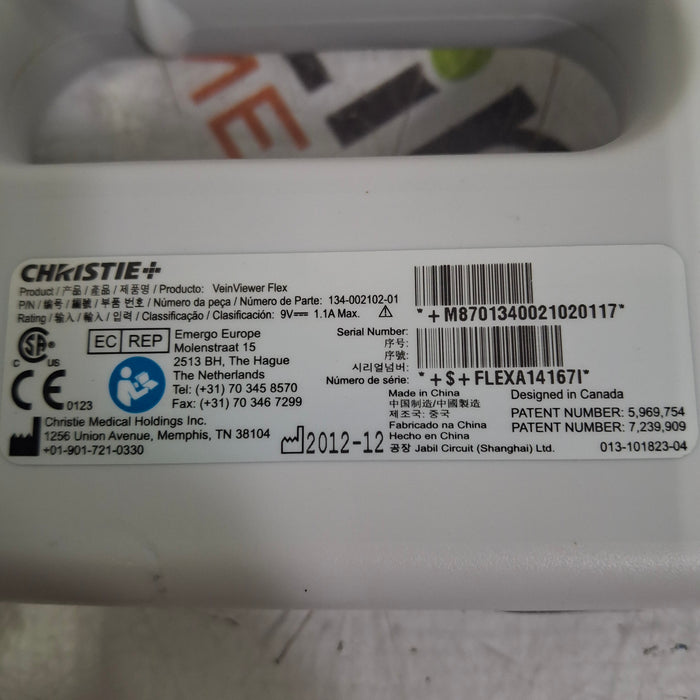 CHRISTIE+
Product / 产品 / 產品 / 제품명 / Producto: VeinViewer Flex
P/N / 编号 / 編號 / 부품 번호 / Número da peça / Número de Parte: 134-002102-01
Rating / 输入 / 輸入 / 입력 / Classificação / Clasificación: 9V⎓ 1.1A Max.
*+M8701340021020117*
C US
EC REP
Emergo Europe
Molenstraat 15
2513 BH, The Hague
The Netherlands
Tel: (+31) 70 345 8570
Fax: (+31) 70 346 7299
CE 0123
Serial Number:
序号:
序號:
시리얼넘버:
Número de série:
*+$+FLEXA14167I*
Christie Medical Holdings Inc.
1256 Union Avenue, Memphis, TN 38104
+01-901-721-0330
2012-12
Made in China
中国制造/中國製造
제조국: 중국
Fabricado na China
Hecho en China
공장 Jabil Circuit (Shanghai) Ltd.
Designed in Canada
PATENT NUMBER: 5,969,754
PATENT NUMBER: 7,239,909
013-101823-04